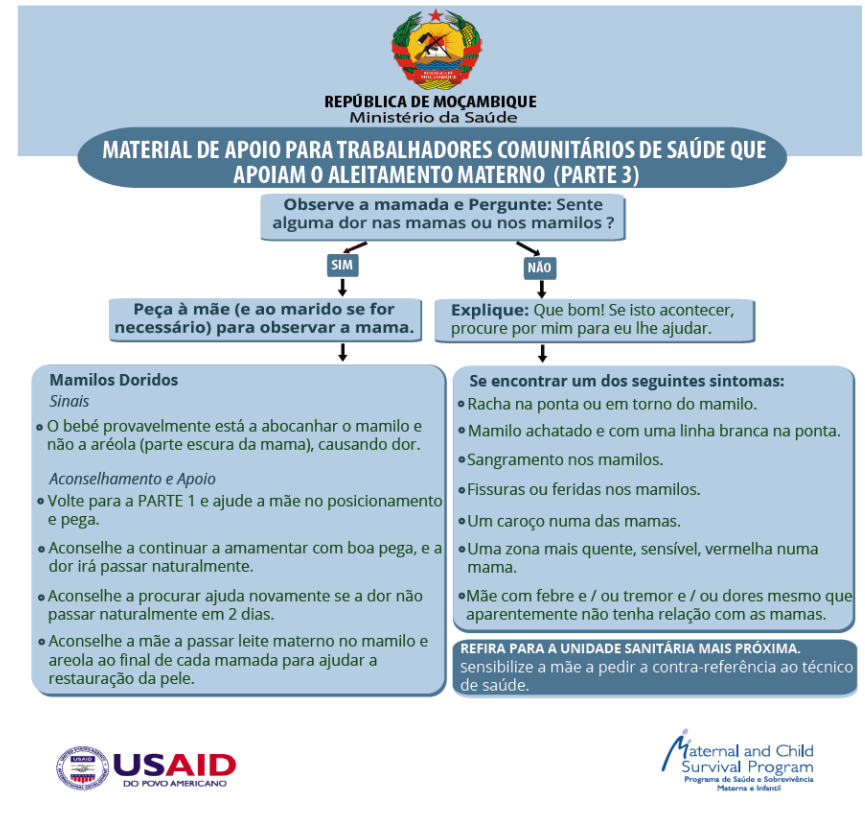 REPÚBLICA DE MOÇAMBIQUE
Ministério da Saúde
MATERIAL DE APOIO PARA TRABALHADORES COMUNITÁRIOS DE SAÚDE QUE
APOIAM O ALEITAMENTO MATERNO (PARTE 3)
Observe a mamada e Pergunte: Sente
alguma dor nas mamas ou nos mamilos ?
SIM
NÃO
Peça à mãe (e ao marido se for
necessário) para observar a mama.
Explique: Que bom! Se isto acontecer,
procure por mim para eu lhe ajudar.
Mamilos Doridos
Sinais
O bebé provavelmente está a abocanhar o mamilo e
não a aréola (parte escura da mama), causando dor.
Aconselhamento e Apoio
Volte para a PARTE 1 e ajude a mãe no posicionamento
e pega.
Aconselhe a continuar a amamentar com boa pega, e a
dor irá passar naturalmente.
Aconselhe a procurar ajuda novamente se a dor não
passar naturalmente em 2 dias.
Aconselhe a mãe a passar leite materno no mamilo e
areola ao final de cada mamada para ajudar a
restauração da pele.
Se encontrar um dos seguintes sintomas:
Racha na ponta ou em torno do mamilo.
Mamilo achatado e com uma linha branca na ponta.
Sangramento nos mamilos.
Fissuras ou feridas nos mamilos.
Um caroço numa das mamas.
Uma zona mais quente, sensível, vermelha numa
mama.
Mãe com febre e / ou tremor e / ou dores mesmo que
aparentemente não tenha relação com as mamas.
REFIRA PARA A UNIDADE SANITÁRIA MAIS PRÓXIMA.
Sensibilize a mãe a pedir a contra-referência ao técnico
de saúde.
USAID
DO POVO AMERICANO
Maternal and Child
Survival Program
Programa de Saúde e Sobrevivência
Materna e Infantil